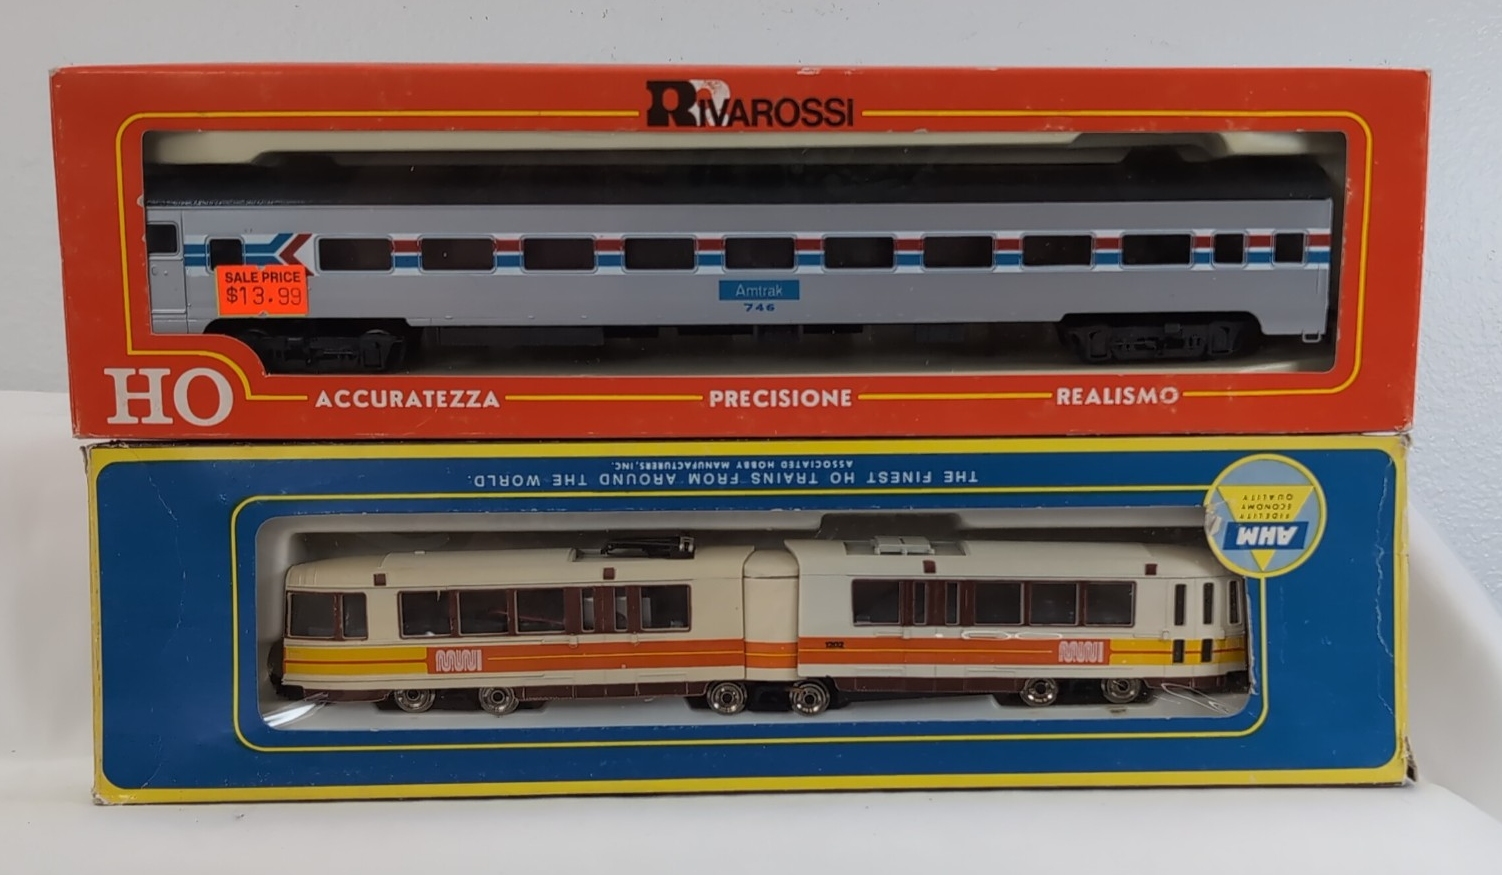 RIVAROSSI
SALE PRICE
$13.99
Amtrak
746
HO
ACCURATEZZA PRECISIONE REALISMO
THE FINEST HO TRAINS FROM AROUND THE WORLD.
ASSOCIATED HOBBY MANUFACTURERS, INC.
AHM
FIDELITY
ECONOMY
QUALITY
MUNI
1202
MUNI